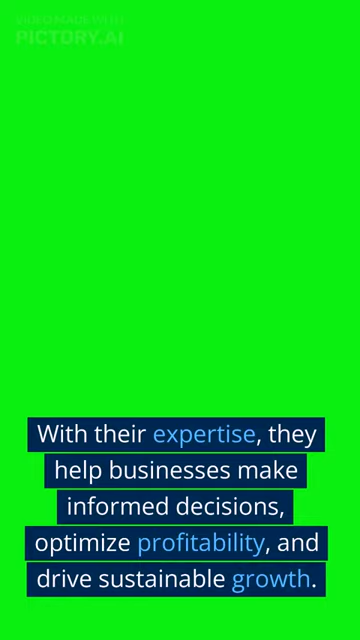 VIDEO MADE WITH
PICTORY.AI
With their expertise, they
help businesses make
informed decisions,
optimize profitability, and
drive sustainable growth.